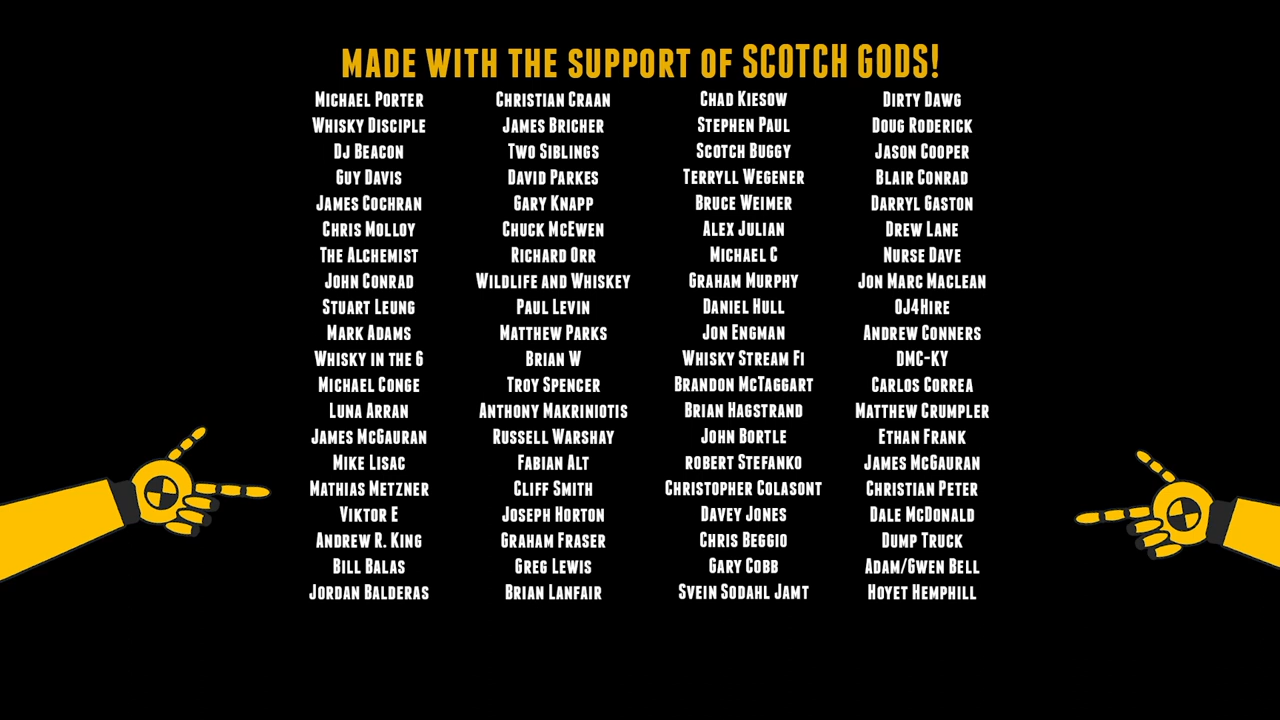 MADE WITH THE SUPPORT OF SCOTCH GODS!
MICHAEL PORTER
WHISKY DISCIPLE
DJ BEACON
GUY DAVIS
JAMES COCHRAN
CHRIS MOLLOY
THE ALCHEMIST
JOHN CONRAD
STUART LEUNG
MARK ADAMS
WHISKY IN THE 6
MICHAEL CONGE
LUNA ARRAN
JAMES MCGAURAN
MIKE LISAC
MATHIAS METZNER
VIKTOR E
ANDREW R. KING
BILL BALAS
JORDAN BALDERAS
CHRISTIAN CRAAN
JAMES BRICHER
TWO SIBLINGS
DAVID PARKES
GARY KNAPP
CHUCK MCEWEN
RICHARD ORR
WILDLIFE AND WHISKEY
PAUL LEVIN
MATTHEW PARKS
BRIAN W
TROY SPENCER
ANTHONY MAKRINIOTIS
RUSSELL WARSHAY
FABIAN ALT
CLIFF SMITH
JOSEPH HORTON
GRAHAM FRASER
GREG LEWIS
BRIAN LANFAIR
CHAD KIESOW
STEPHEN PAUL
SCOTCH BUGGY
TERRYLL WEGENER
BRUCE WEIMER
ALEX JULIAN
MICHAEL C
GRAHAM MURPHY
DANIEL HULL
JON ENGMAN
WHISKY STREAM FI
BRANDON MCTAGGART
BRIAN HAGSTRAND
JOHN BORTLE
ROBERT STEFANKO
CHRISTOPHER COLASONT
DAVEY JONES
CHRIS BEGGIO
GARY COBB
SVEIN SODAHL JAMT
DIRTY DAWG
DOUG RODERICK
JASON COOPER
BLAIR CONRAD
DARRYL GASTON
DREW LANE
NURSE DAVE
JON MARC MACLEAN
OJ4HIRE
ANDREW CONNERS
DMC-KY
CARLOS CORREA
MATTHEW CRUMPLER
ETHAN FRANK
JAMES MCGAURAN
CHRISTIAN PETER
DALE MCDONALD
DUMP TRUCK
ADAM/GWEN BELL
HOYET HEMPHILL